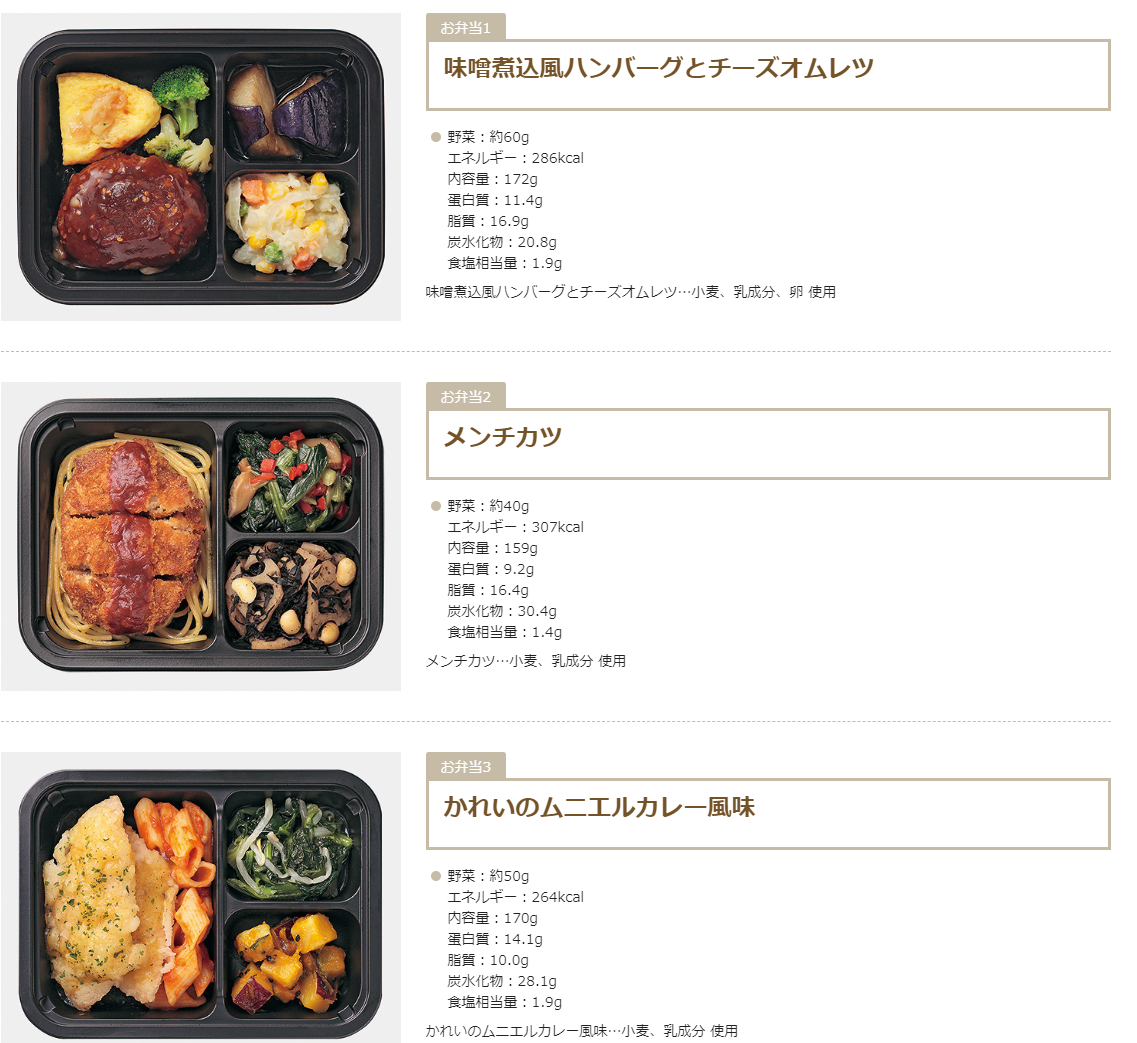 お弁当1
味噌煮込風ハンバーグとチーズオムレツ
野菜：約60g
エネルギー：286kcal
内容量：172g
蛋白質：11.4g
脂質：16.9g
炭水化物：20.8g
食塩相当量：1.9g
味噌煮込風ハンバーグとチーズオムレツ…小麦、乳成分、卵 使用
お弁当2
メンチカツ
野菜：約40g
エネルギー：307kcal
内容量：159g
蛋白質：9.2g
脂質：16.4g
炭水化物：30.4g
食塩相当量：1.4g
メンチカツ…小麦、乳成分 使用
お弁当3
かれいのムニエルカレー風味
野菜：約50g
エネルギー：264kcal
内容量：170g
蛋白質：14.1g
脂質：10.0g
炭水化物：28.1g
食塩相当量：1.9g
かれいのムニエルカレー風味…小麦、乳成分 使用